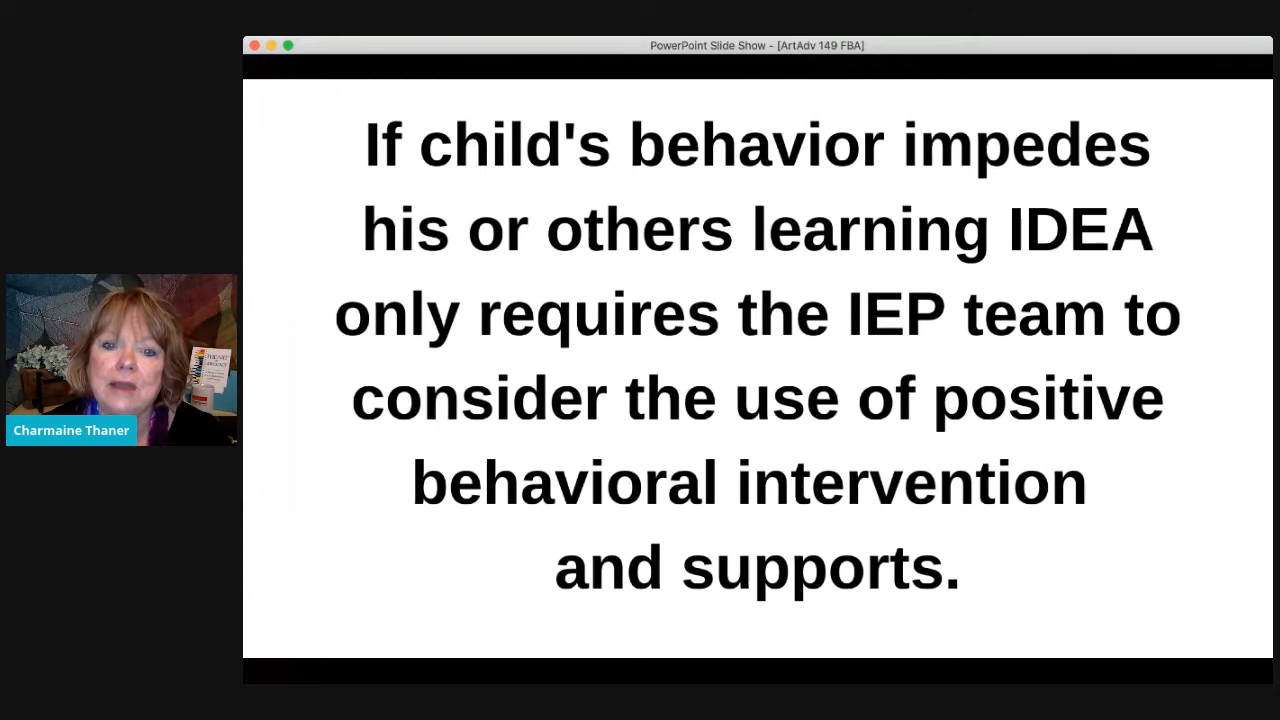 PowerPoint Slide Show - [ArtAdv 149 FBA]
If child's behavior impedes
his or others learning IDEA
only requires the IEP team to
consider the use of positive
behavioral intervention
and supports.
Charmaine Thaner